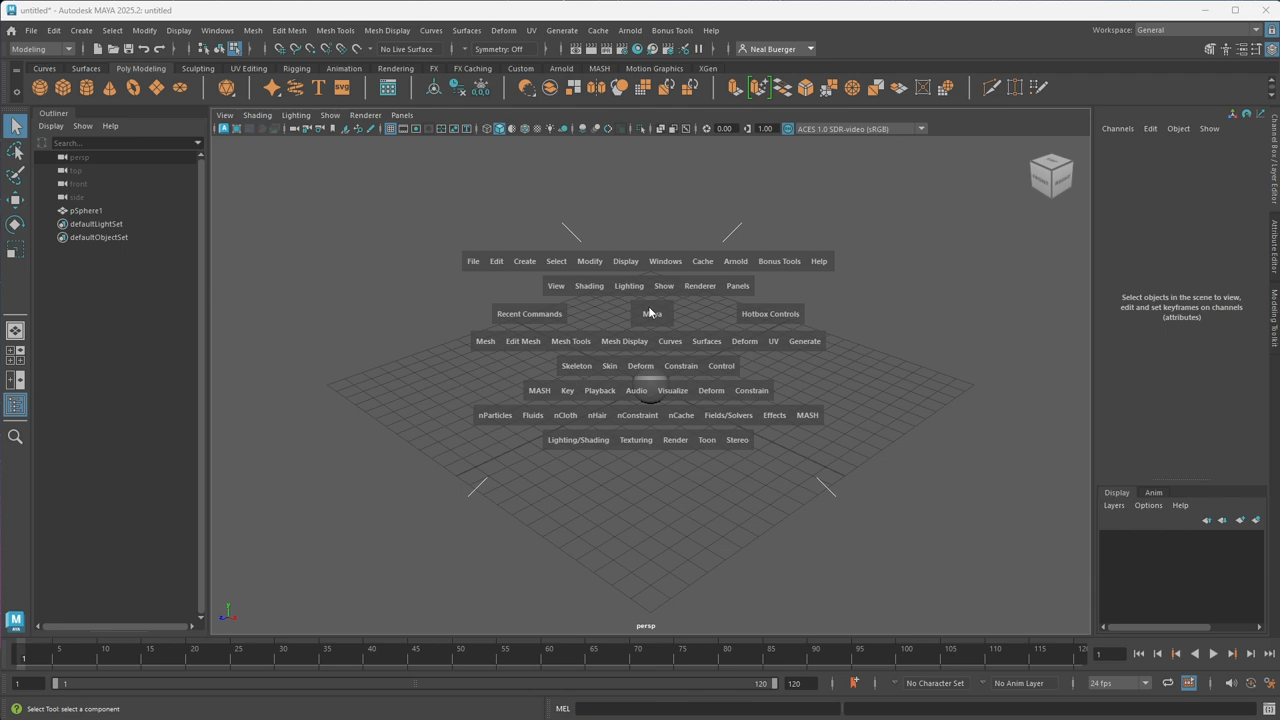 untitled* - Autodesk MAYA 2025.2: untitled
File Edit Create Select Modify Display Windows Mesh Edit Mesh Mesh Tools Mesh Display Curves Surfaces Deform UV Generate Cache Arnold Bonus Tools Help
Workspace: General
Modeling
No Live Surface
Symmetry: Off
Neal Buerger
Curves Surfaces Poly Modeling Sculpting UV Editing Rigging Animation Rendering FX FX Caching Custom Arnold MASH Motion Graphics XGen
Outliner
Display Show Help
Search...
persp
top
front
side
pSphere1
defaultLightSet
defaultObjectSet
View Shading Lighting Show Renderer Panels
0.00 1.00 ACES 1.0 SDR-video (sRGB)
File Edit Create Select Modify Display Windows Cache Arnold Bonus Tools Help
View Shading Lighting Show Renderer Panels
Recent Commands Maya Hotbox Controls
Mesh Edit Mesh Mesh Tools Mesh Display Curves Surfaces Deform UV Generate
Skeleton Skin Deform Constrain Control
MASH Key Playback Audio Visualize Deform Constrain
nParticles Fluids nCloth nHair nConstraint nCache Fields/Solvers Effects MASH
Lighting/Shading Texturing Render Toon Stereo
persp
Channels Edit Object Show
Select objects in the scene to view,
edit and set keyframes on channels
(attributes)
Channel Box / Layer Editor
Attribute Editor
Modeling Toolkit
Display Anim
Layers Options Help
1 5 10 15 20 25 30 35 40 45 50 55 60 65 70 75 80 85 90 95 100 105 110 115 120
1
1 1 120 120
No Character Set
No Anim Layer
24 fps
Select Tool: select a component
MEL